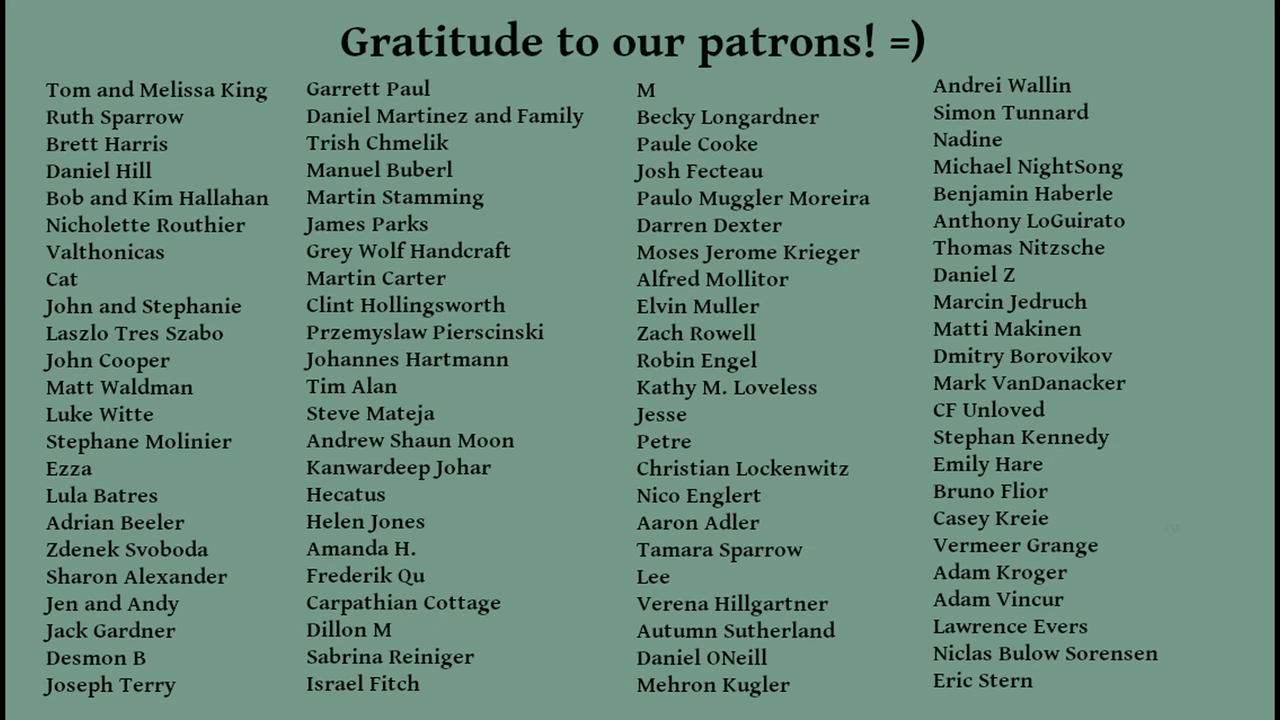 Gratitude to our patrons! =)
Tom and Melissa King
Ruth Sparrow
Brett Harris
Daniel Hill
Bob and Kim Hallahan
Nicholette Routhier
Valthonicas
Cat
John and Stephanie
Laszlo Tres Szabo
John Cooper
Matt Waldman
Luke Witte
Stephane Molinier
Ezza
Lula Batres
Adrian Beeler
Zdenek Svoboda
Sharon Alexander
Jen and Andy
Jack Gardner
Desmon B
Joseph Terry
Garrett Paul
Daniel Martinez and Family
Trish Chmelik
Manuel Buberl
Martin Stamming
James Parks
Grey Wolf Handcraft
Martin Carter
Clint Hollingsworth
Przemyslaw Pierscinski
Johannes Hartmann
Tim Alan
Steve Mateja
Andrew Shaun Moon
Kanwardeep Johar
Hecatus
Helen Jones
Amanda H.
Frederik Qu
Carpathian Cottage
Dillon M
Sabrina Reiniger
Israel Fitch
M
Becky Longardner
Paule Cooke
Josh Fecteau
Paulo Muggler Moreira
Darren Dexter
Moses Jerome Krieger
Alfred Mollitor
Elvin Muller
Zach Rowell
Robin Engel
Kathy M. Loveless
Jesse
Petre
Christian Lockenwitz
Nico Englert
Aaron Adler
Tamara Sparrow
Lee
Verena Hillgartner
Autumn Sutherland
Daniel ONeill
Mehron Kugler
Andrei Wallin
Simon Tunnard
Nadine
Michael NightSong
Benjamin Haberle
Anthony LoGuirato
Thomas Nitzsche
Daniel Z
Marcin Jedruch
Matti Makinen
Dmitry Borovikov
Mark VanDanacker
CF Unloved
Stephan Kennedy
Emily Hare
Bruno Flior
Casey Kreie
Vermeer Grange
Adam Kroger
Adam Vincur
Lawrence Evers
Niclas Bulow Sorensen
Eric Stern